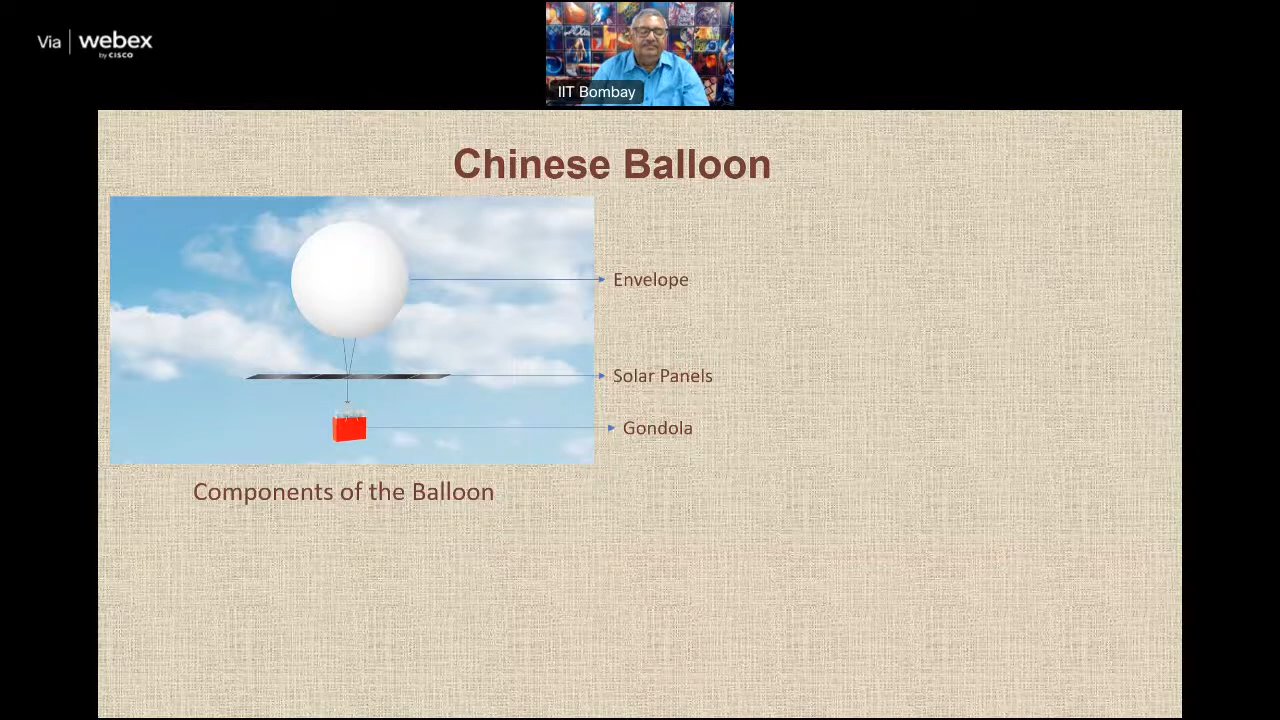 Via | webex
by CISCO
IIT Bombay
Chinese Balloon
Envelope
Solar Panels
Gondola
Components of the Balloon